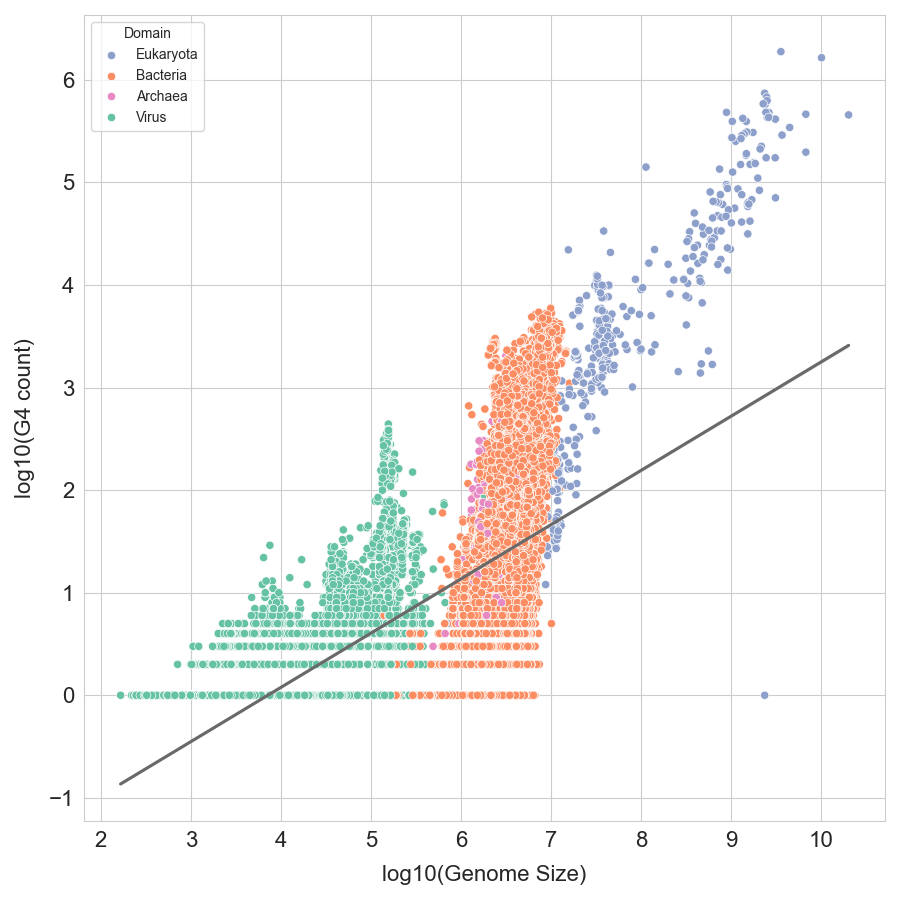 Domain
Eukaryota
Bacteria
Archaea
Virus
log10(G4 count)
6
5
4
3
2
1
0
−1
2 3 4 5 6 7 8 9 10
log10(Genome Size)